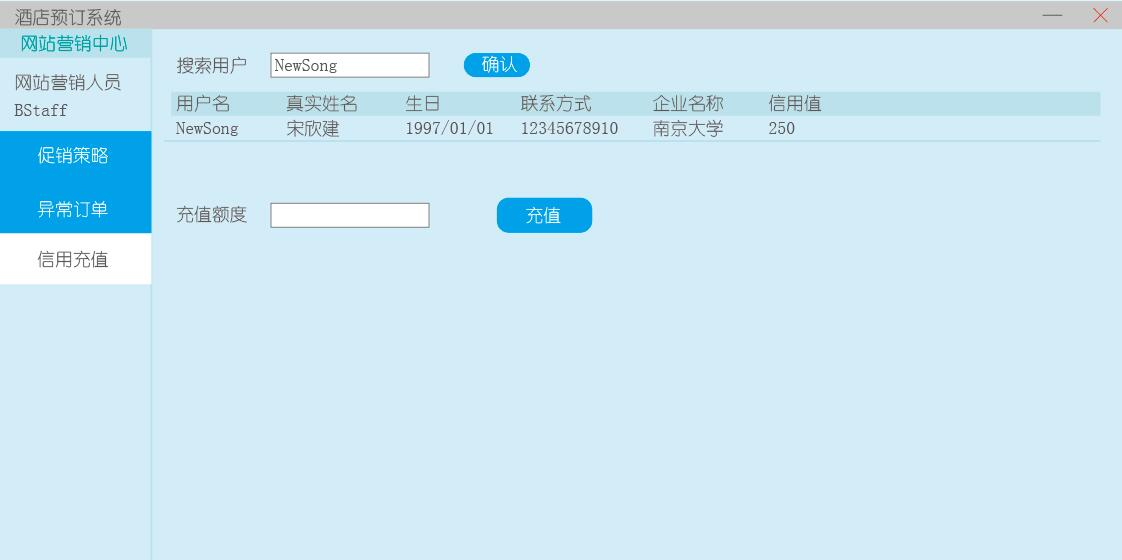 酒店预订系统
网站营销中心
网站营销人员
BStaff
促销策略
异常订单
信用充值
搜索用户 NewSong 确认
用户名 真实姓名 生日 联系方式 企业名称 信用值
NewSong 宋欣建 1997/01/01 12345678910 南京大学 250
充值额度 充值